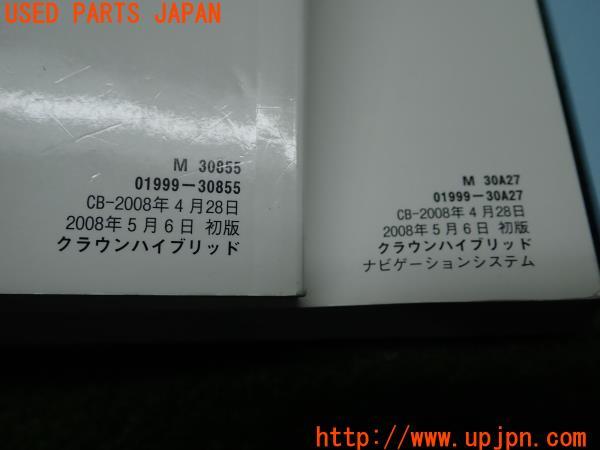 USED PARTS JAPAN
M 30855
01999-30855
CB-2008年4月28日
2008年5月6日 初版
クラウンハイブリッド
M 30A27
01999-30A27
CB-2008年4月28日
2008年5月6日 初版
クラウンハイブリッド
ナビゲーションシステム
http://www.upjpn.com/